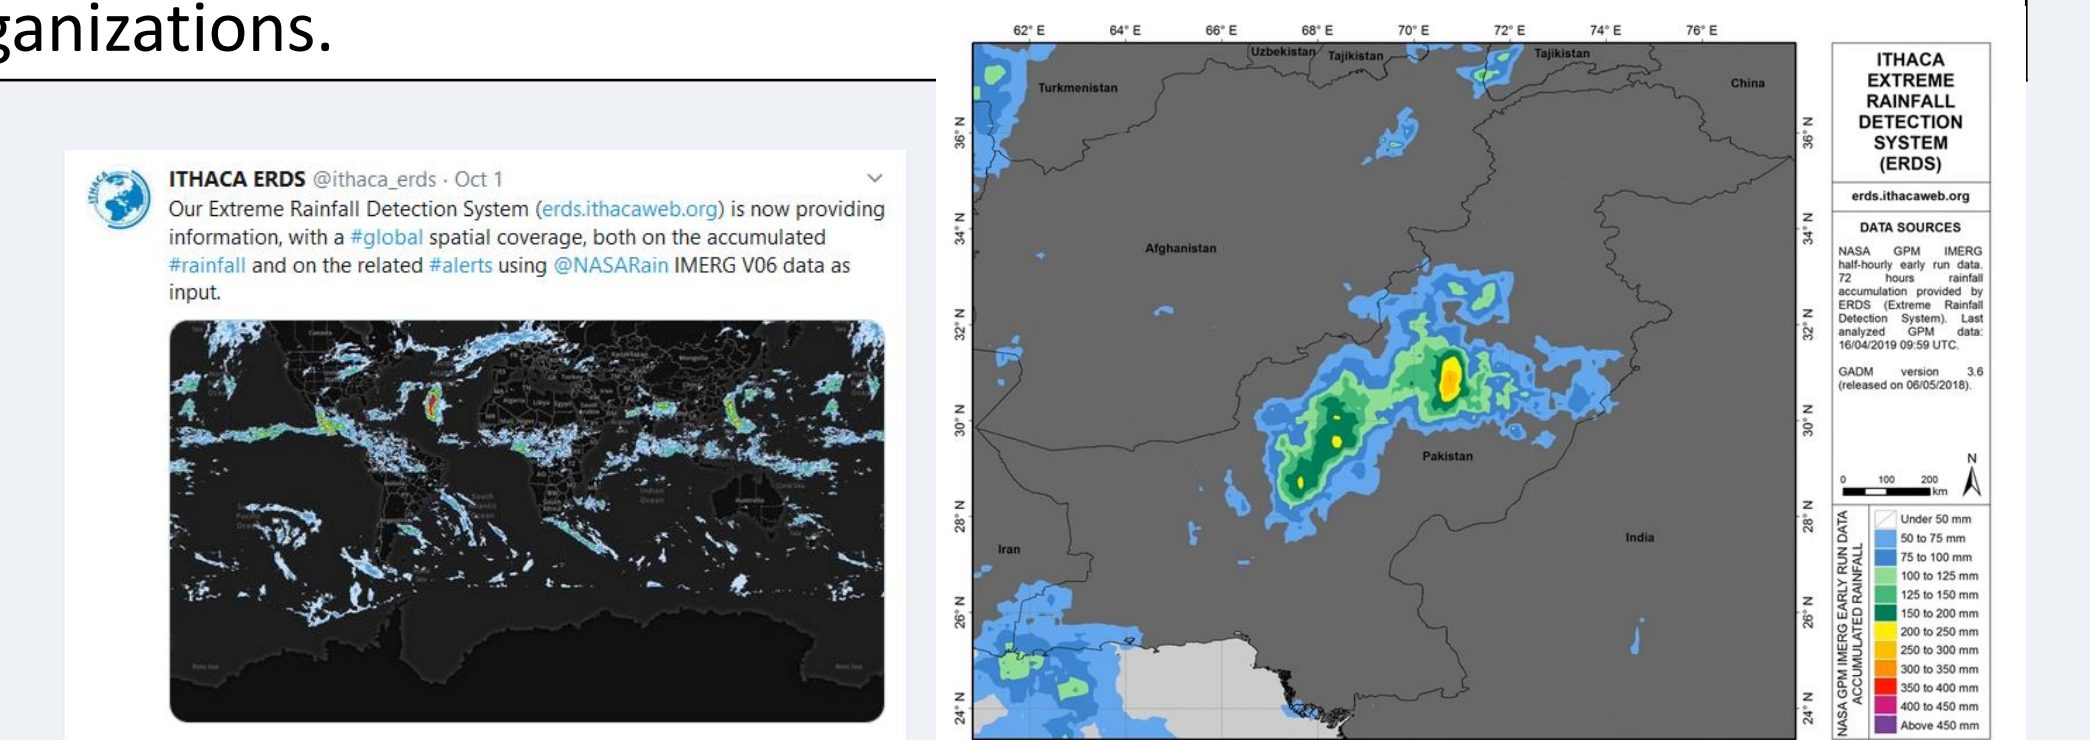 ganizations.
ITHACA ERDS @ithaca_erds · Oct 1
Our Extreme Rainfall Detection System (erds.ithacaweb.org) is now providing
information, with a #global spatial coverage, both on the accumulated
#rainfall and on the related #alerts using @NASARain IMERG V06 data as
input.
ITHACA
62° E 64° E 66° E 68° E 70° E 72° E 74° E 76° E
36° N
34° N
32° N
30° N
28° N
26° N
24° N
Uzbekistan
Tajikistan
Tajikistan
Turkmenistan
China
Afghanistan
Pakistan
Iran
India
36° N
34° N
32° N
30° N
28° N
26° N
24° N
ITHACA
EXTREME
RAINFALL
DETECTION
SYSTEM
(ERDS)
erds.ithacaweb.org
DATA SOURCES
NASA GPM IMERG
half-hourly early run data.
72 hours rainfall
accumulation provided by
ERDS (Extreme Rainfall
Detection System). Last
analyzed GPM data:
16/04/2019 09:59 UTC.
GADM version 3.6
(released on 06/05/2018).
N
0 100 200
km
NASA GPM IMERG EARLY RUN DATA
ACCUMULATED RAINFALL
Under 50 mm
50 to 75 mm
75 to 100 mm
100 to 125 mm
125 to 150 mm
150 to 200 mm
200 to 250 mm
250 to 300 mm
300 to 350 mm
350 to 400 mm
400 to 450 mm
Above 450 mm